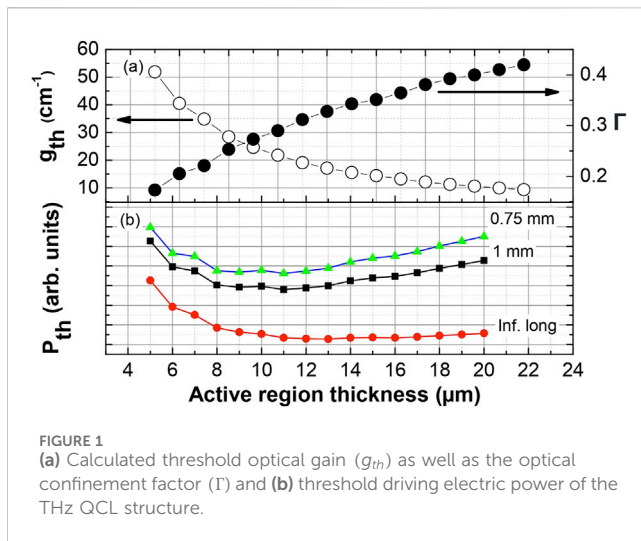 60
50
40
30
20
10
(a)
g_th (cm⁻¹)
0.4
0.3
0.2
Γ
(b)
0.75 mm
1 mm
Inf. long
P_th (arb. units)
4 6 8 10 12 14 16 18 20 22 24
Active region thickness (μm)
FIGURE 1
(a) Calculated threshold optical gain (g_th) as well as the optical
confinement factor (Γ) and (b) threshold driving electric power of the
THz QCL structure.